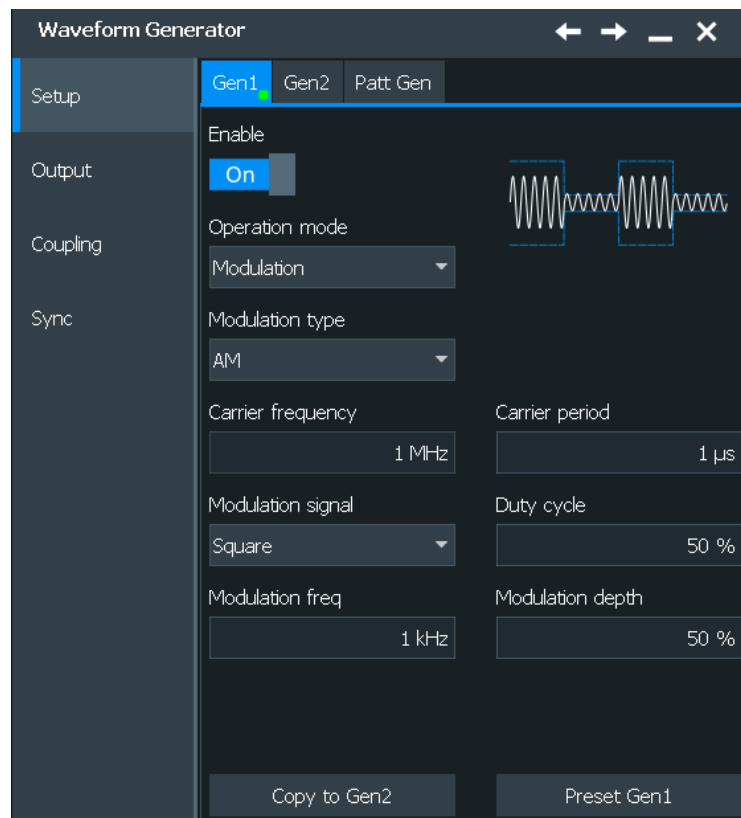 Waveform Generator
Setup
Output
Coupling
Sync
Gen1 Gen2 Patt Gen
Enable
On
Operation mode
Modulation
Modulation type
AM
Carrier frequency Carrier period
1 MHz 1 µs
Modulation signal Duty cycle
Square 50 %
Modulation freq Modulation depth
1 kHz 50 %
Copy to Gen2 Preset Gen1